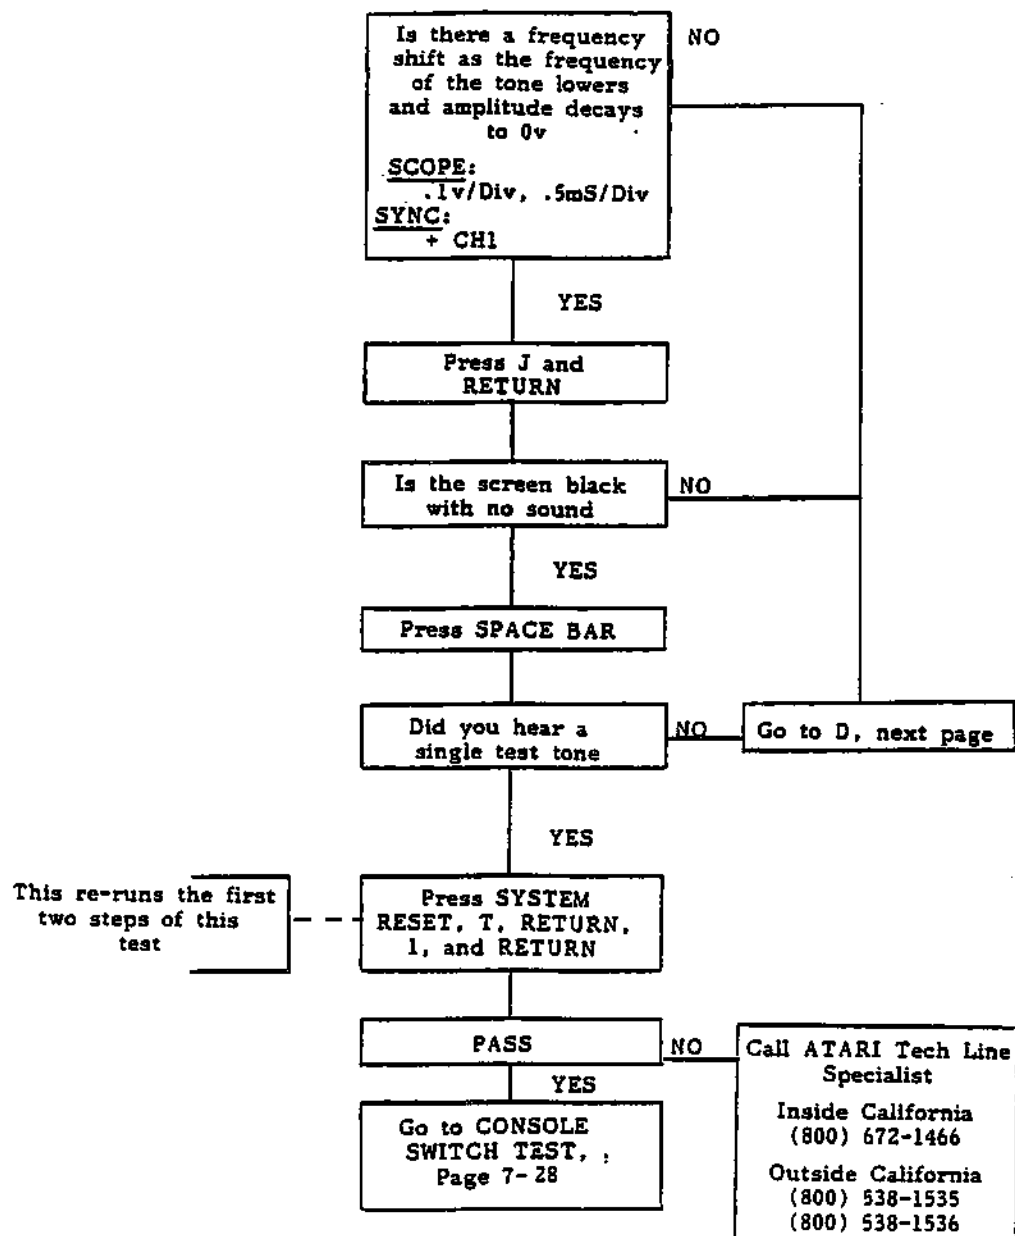 Is there a frequency
shift as the frequency
of the tone lowers
and amplitude decays
to 0v
SCOPE:
.1v/Div, .5mS/Div
SYNC:
+ CH1
NO
YES
Press J and
RETURN
Is the screen black
with no sound
NO
YES
Press SPACE BAR
Did you hear a
single test tone
NO
Go to D, next page
YES
This re-runs the first
two steps of this
test
Press SYSTEM
RESET, T, RETURN,
1, and RETURN
PASS
NO
YES
Go to CONSOLE
SWITCH TEST,
Page 7-28
Call ATARI Tech Line
Specialist
Inside California
(800) 672-1466
Outside California
(800) 538-1535
(800) 538-1536